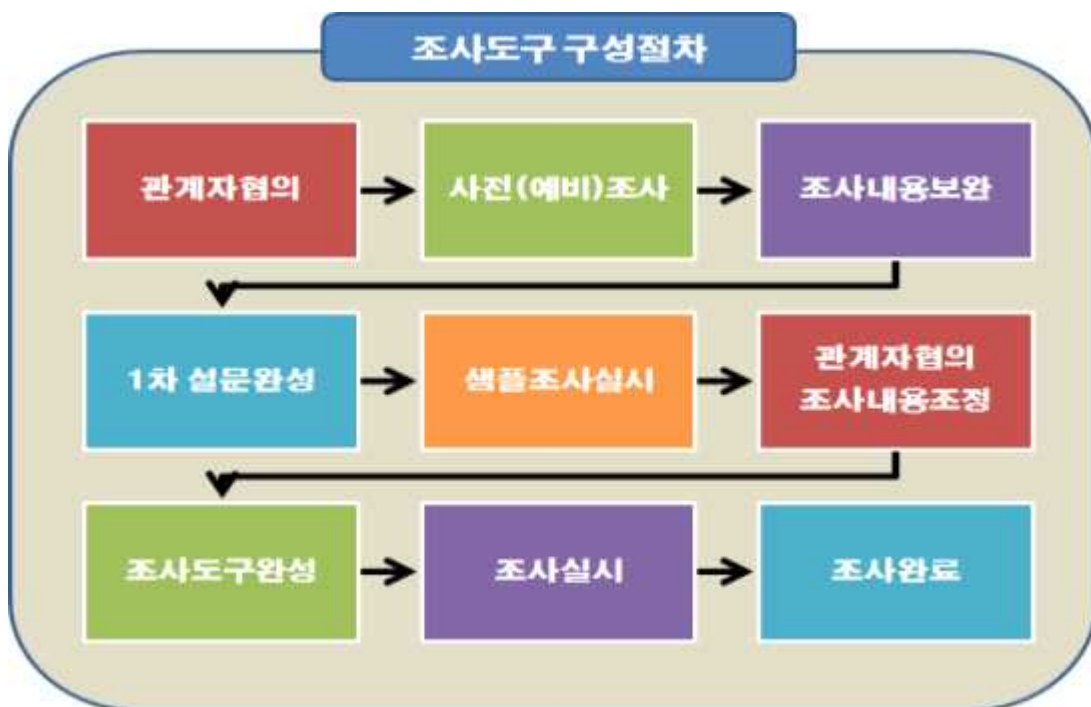 조사도구 구성절차
관계자협의
사전(예비)조사
조사내용보완
1차 설문완성
샘플조사실시
관계자협의
조사내용조정
조사도구완성
조사실시
조사완료